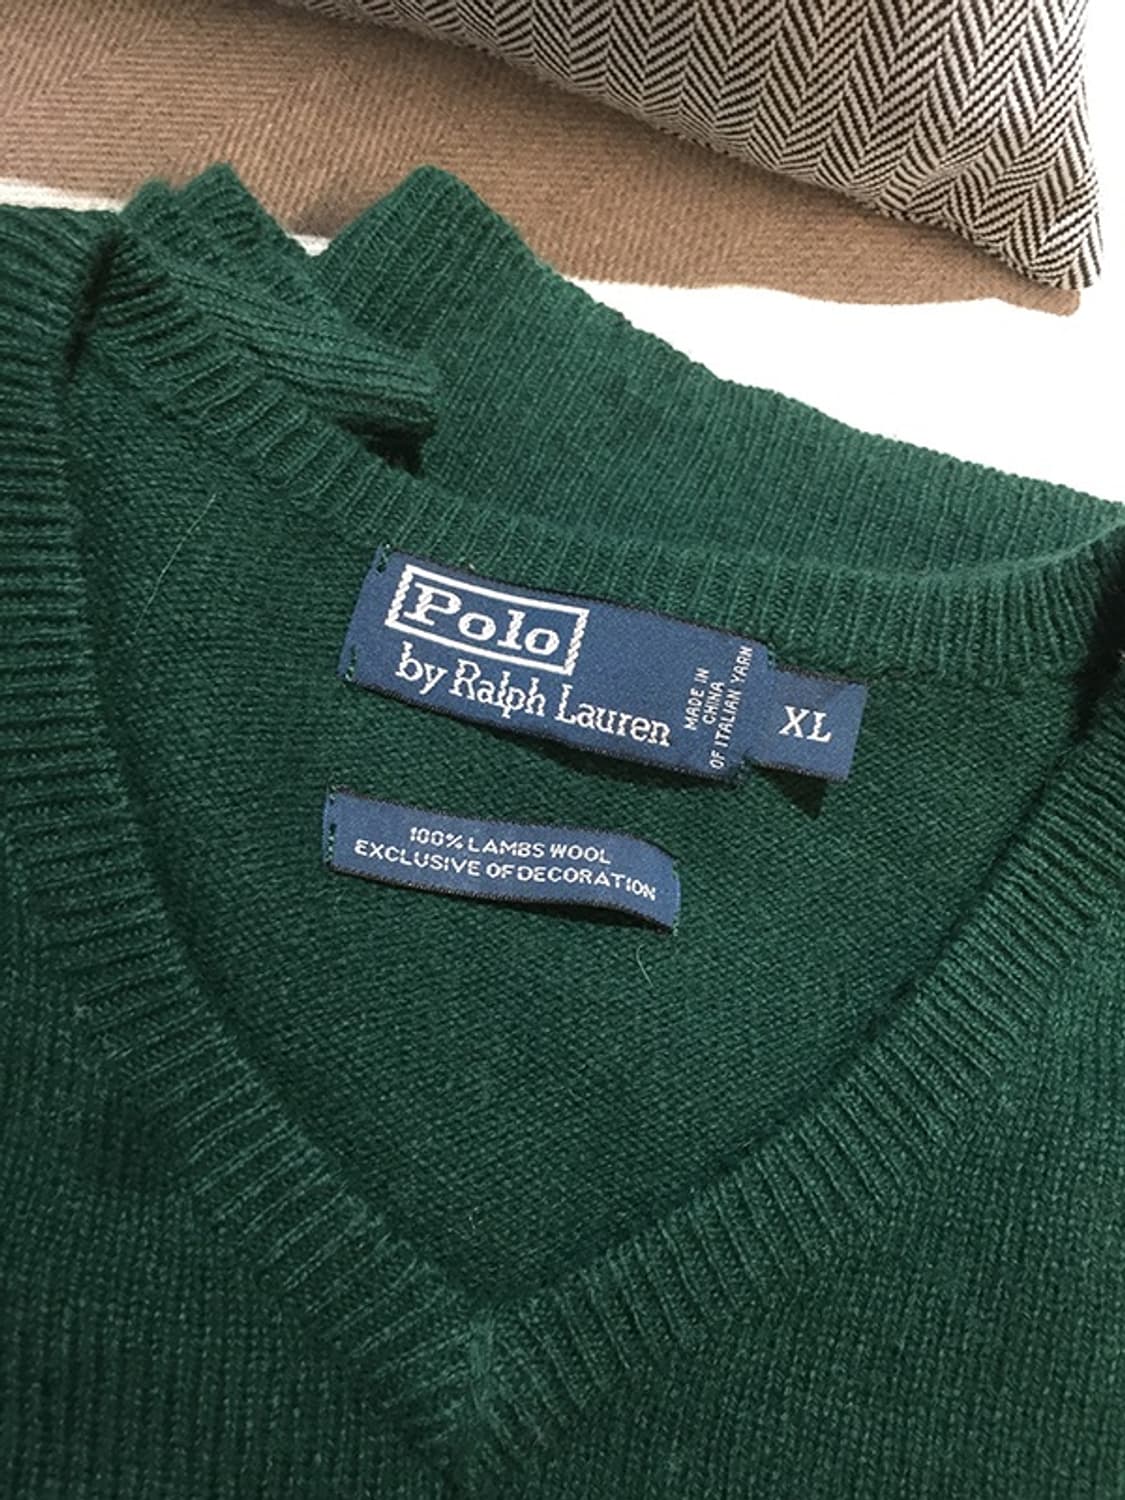 Polo
by Ralph Lauren
MADE IN
CHINA
OF ITALIAN YARN
XL
100% LAMBS WOOL
EXCLUSIVE OF DECORATION